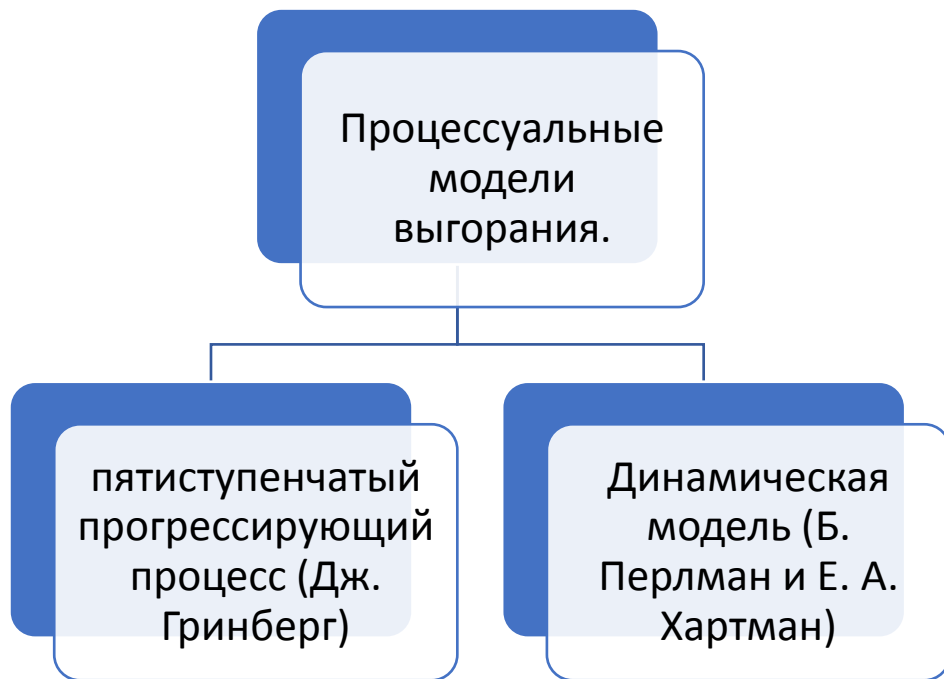 Процессуальные
модели
выгорания.
пятиступенчатый
прогрессирующий
процесс (Дж.
Гринберг)
Динамическая
модель (Б.
Перлман и Е. А.
Хартман)